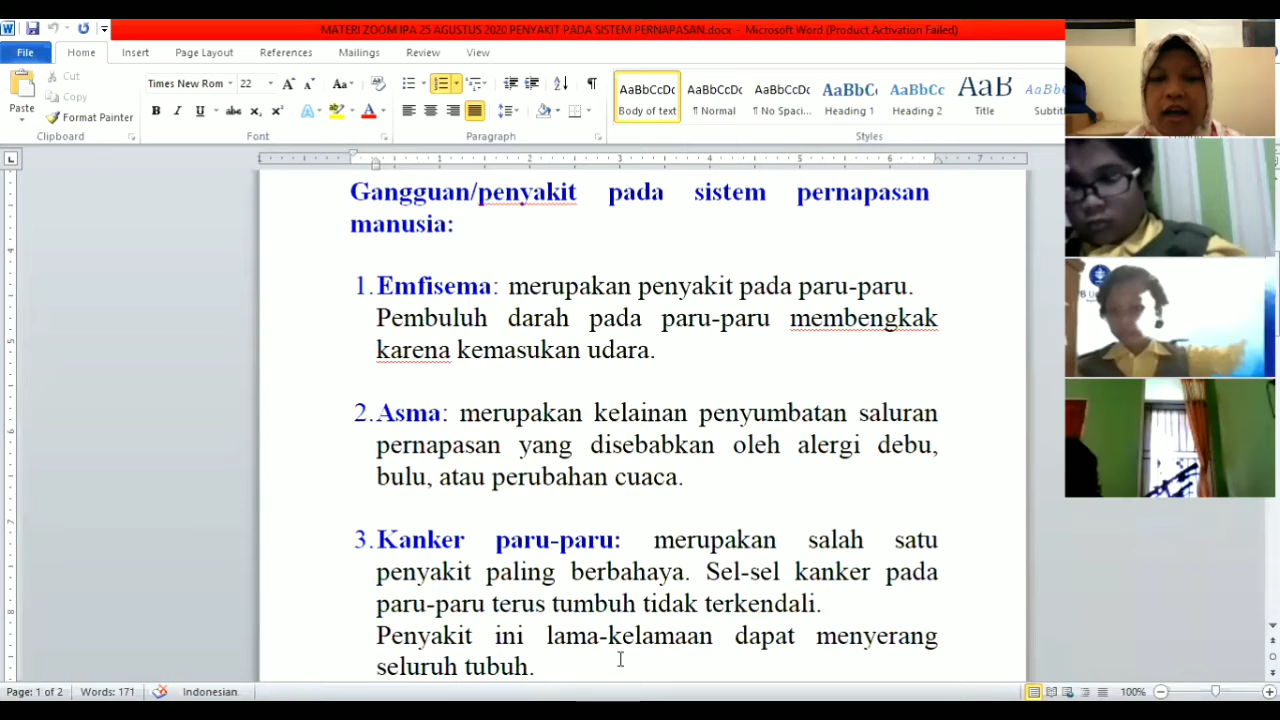 MATERI ZOOM IPA 25 AGUSTUS 2020 PENYAKIT PADA SISTEM PERNAPASAN.docx - Microsoft Word (Product Activation Failed)
File Home Insert Page Layout References Mailings Review View
Cut
Copy
Format Painter
Paste
Times New Rom 22
AaBbCcDc AaBbCcDc AaBbCcDc AaBbC AaBbCc AaB AaBbCc
Body of text ¶ Normal ¶ No Spaci... Heading 1 Heading 2 Title Subtit
Clipboard Font Paragraph Styles
Gangguan/penyakit pada sistem pernapasan
manusia:
1. Emfisema: merupakan penyakit pada paru-paru.
Pembuluh darah pada paru-paru membengkak
karena kemasukan udara.
2. Asma: merupakan kelainan penyumbatan saluran
pernapasan yang disebabkan oleh alergi debu,
bulu, atau perubahan cuaca.
3. Kanker paru-paru: merupakan salah satu
penyakit paling berbahaya. Sel-sel kanker pada
paru-paru terus tumbuh tidak terkendali.
Penyakit ini lama-kelamaan dapat menyerang
seluruh tubuh.
Page: 1 of 2 Words: 171 Indonesian 100%